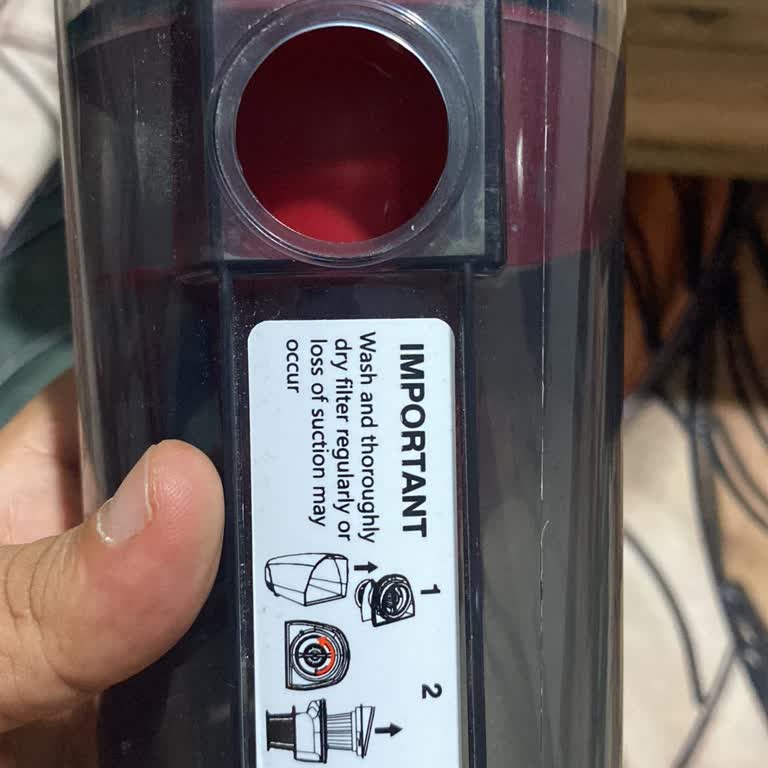 IMPORTANT
Wash and thoroughly
dry filter regularly or
loss of suction may
occur
1
2